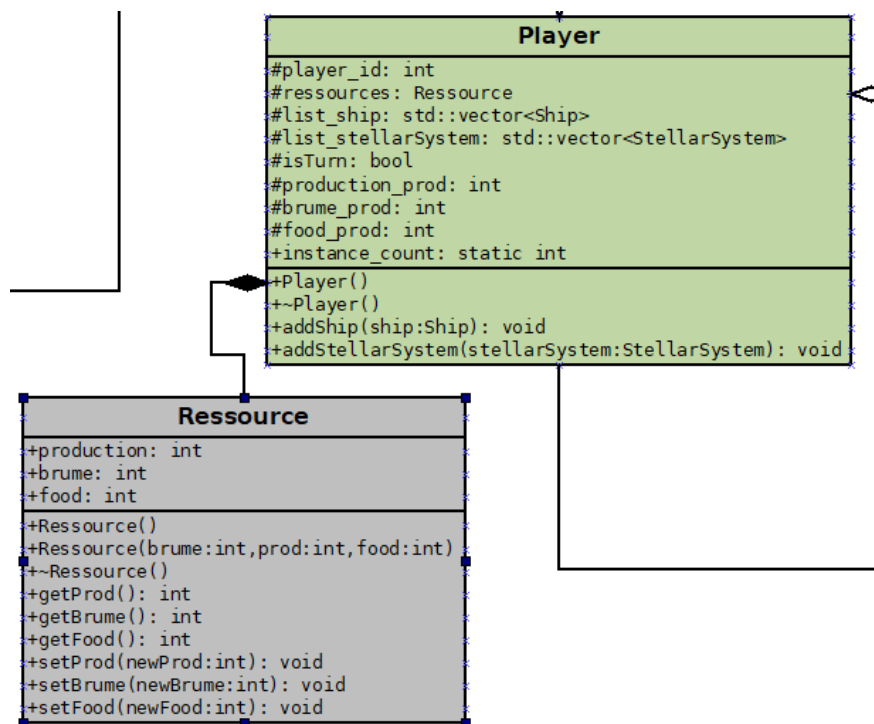 Player
#player_id: int
#ressources: Ressource
#list_ship: std::vector<Ship>
#list_stellarSystem: std::vector<StellarSystem>
#isTurn: bool
#production_prod: int
#brume_prod: int
#food_prod: int
+instance_count: static int
+Player()
+~Player()
+addShip(ship:Ship): void
+addStellarSystem(stellarSystem:StellarSystem): void
Ressource
+production: int
+brume: int
+food: int
+Ressource()
+Ressource(brume:int,prod:int,food:int)
+~Ressource()
+getProd(): int
+getBrume(): int
+getFood(): int
+setProd(newProd:int): void
+setBrume(newBrume:int): void
+setFood(newFood:int): void